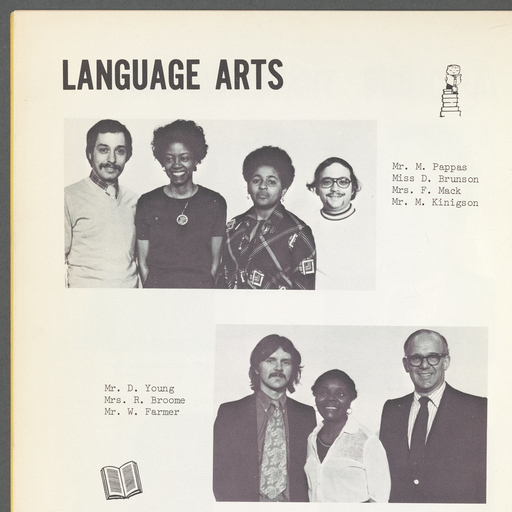 LANGUAGE ARTS
Mr. M. Pappas
Miss D. Brunson
Mrs. F. Mack
Mr. M. Kinigson
Mr. D. Young
Mrs. R. Broome
Mr. W. Farmer